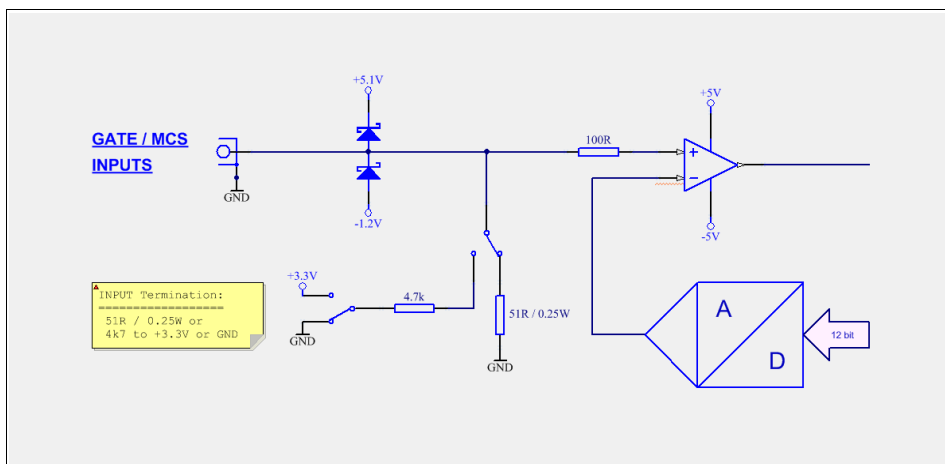 +5.1V
+5V
GATE / MCS
INPUTS
100R
+
−
GND
-1.2V
-5V
+3.3V
INPUT Termination:
==================
51R / 0.25W or
4k7 to +3.3V or GND
4.7k
51R / 0.25W
GND
GND
A
D
12 bit